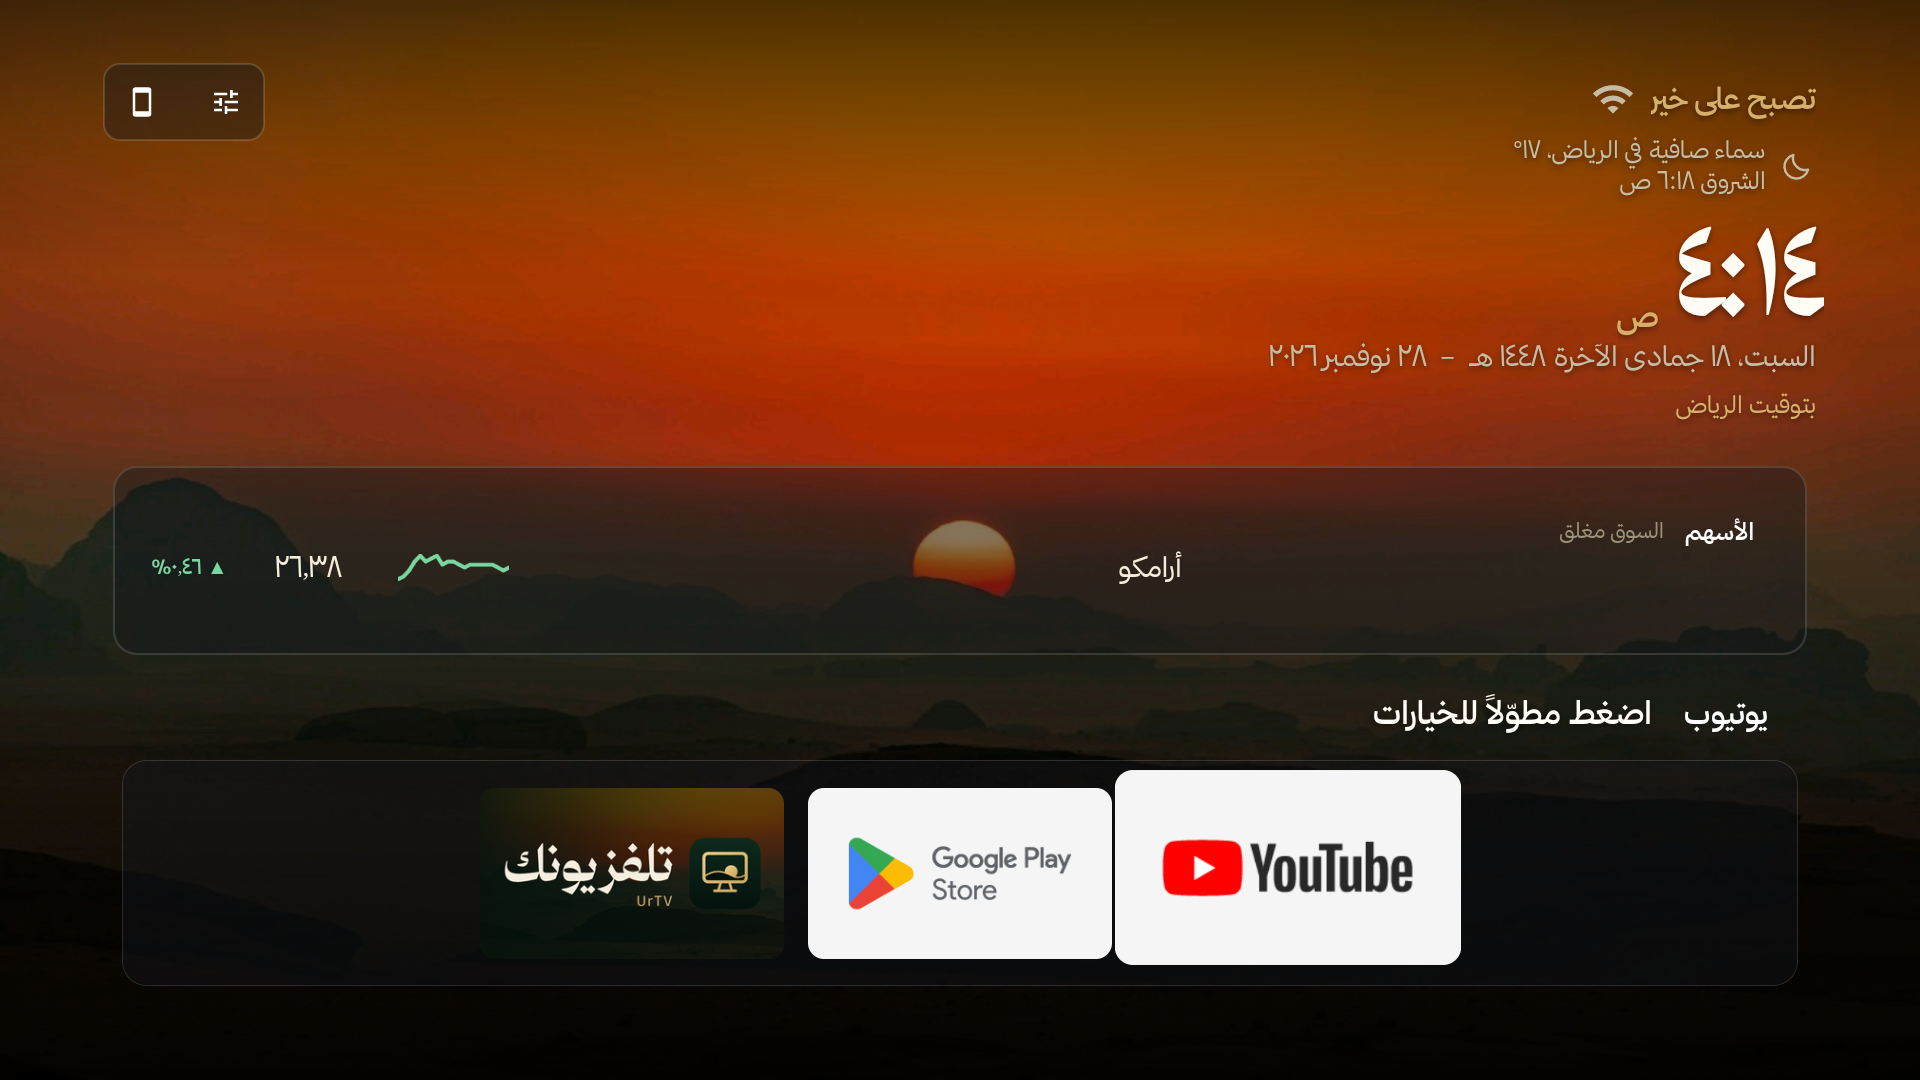 تصبح على خير
سماء صافية في الرياض، ١٧°
الشروق ٦:١٨ ص
٤:١٤ ص
السبت، ١٨ جمادى الآخرة ١٤٤٨ هـ – ٢٨ نوفمبر ٢٠٢٦
بتوقيت الرياض
الأسهم السوق مغلق
أرامكو ٢٦,٣٨ ▲ ٠,٤٦%
يوتيوب اضغط مطوّلاً للخيارات
YouTube
Google Play
Store
تلفزيونك
UrTV